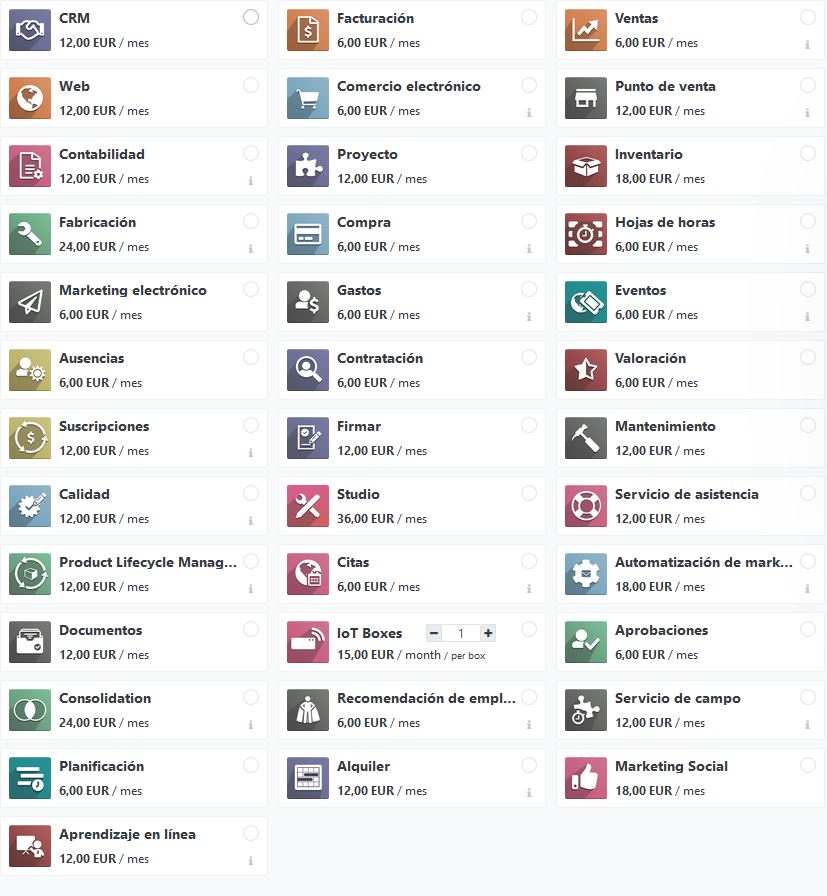 CRM
12,00 EUR / mes
Facturación
6,00 EUR / mes
Ventas
6,00 EUR / mes
Web
12,00 EUR / mes
Comercio electrónico
6,00 EUR / mes
Punto de venta
12,00 EUR / mes
Contabilidad
12,00 EUR / mes
Proyecto
12,00 EUR / mes
Inventario
18,00 EUR / mes
Fabricación
24,00 EUR / mes
Compra
6,00 EUR / mes
Hojas de horas
6,00 EUR / mes
Marketing electrónico
6,00 EUR / mes
Gastos
6,00 EUR / mes
Eventos
6,00 EUR / mes
Ausencias
6,00 EUR / mes
Contratación
6,00 EUR / mes
Valoración
6,00 EUR / mes
Suscripciones
12,00 EUR / mes
Firmar
12,00 EUR / mes
Mantenimiento
12,00 EUR / mes
Calidad
12,00 EUR / mes
Studio
36,00 EUR / mes
Servicio de asistencia
12,00 EUR / mes
Product Lifecycle Manag...
12,00 EUR / mes
Citas
6,00 EUR / mes
Automatización de mark...
18,00 EUR / mes
Documentos
12,00 EUR / mes
IoT Boxes − 1 +
15,00 EUR / month / per box
Aprobaciones
6,00 EUR / mes
Consolidation
24,00 EUR / mes
Recomendación de empl...
6,00 EUR / mes
Servicio de campo
12,00 EUR / mes
Planificación
6,00 EUR / mes
Alquiler
12,00 EUR / mes
Marketing Social
18,00 EUR / mes
Aprendizaje en línea
12,00 EUR / mes